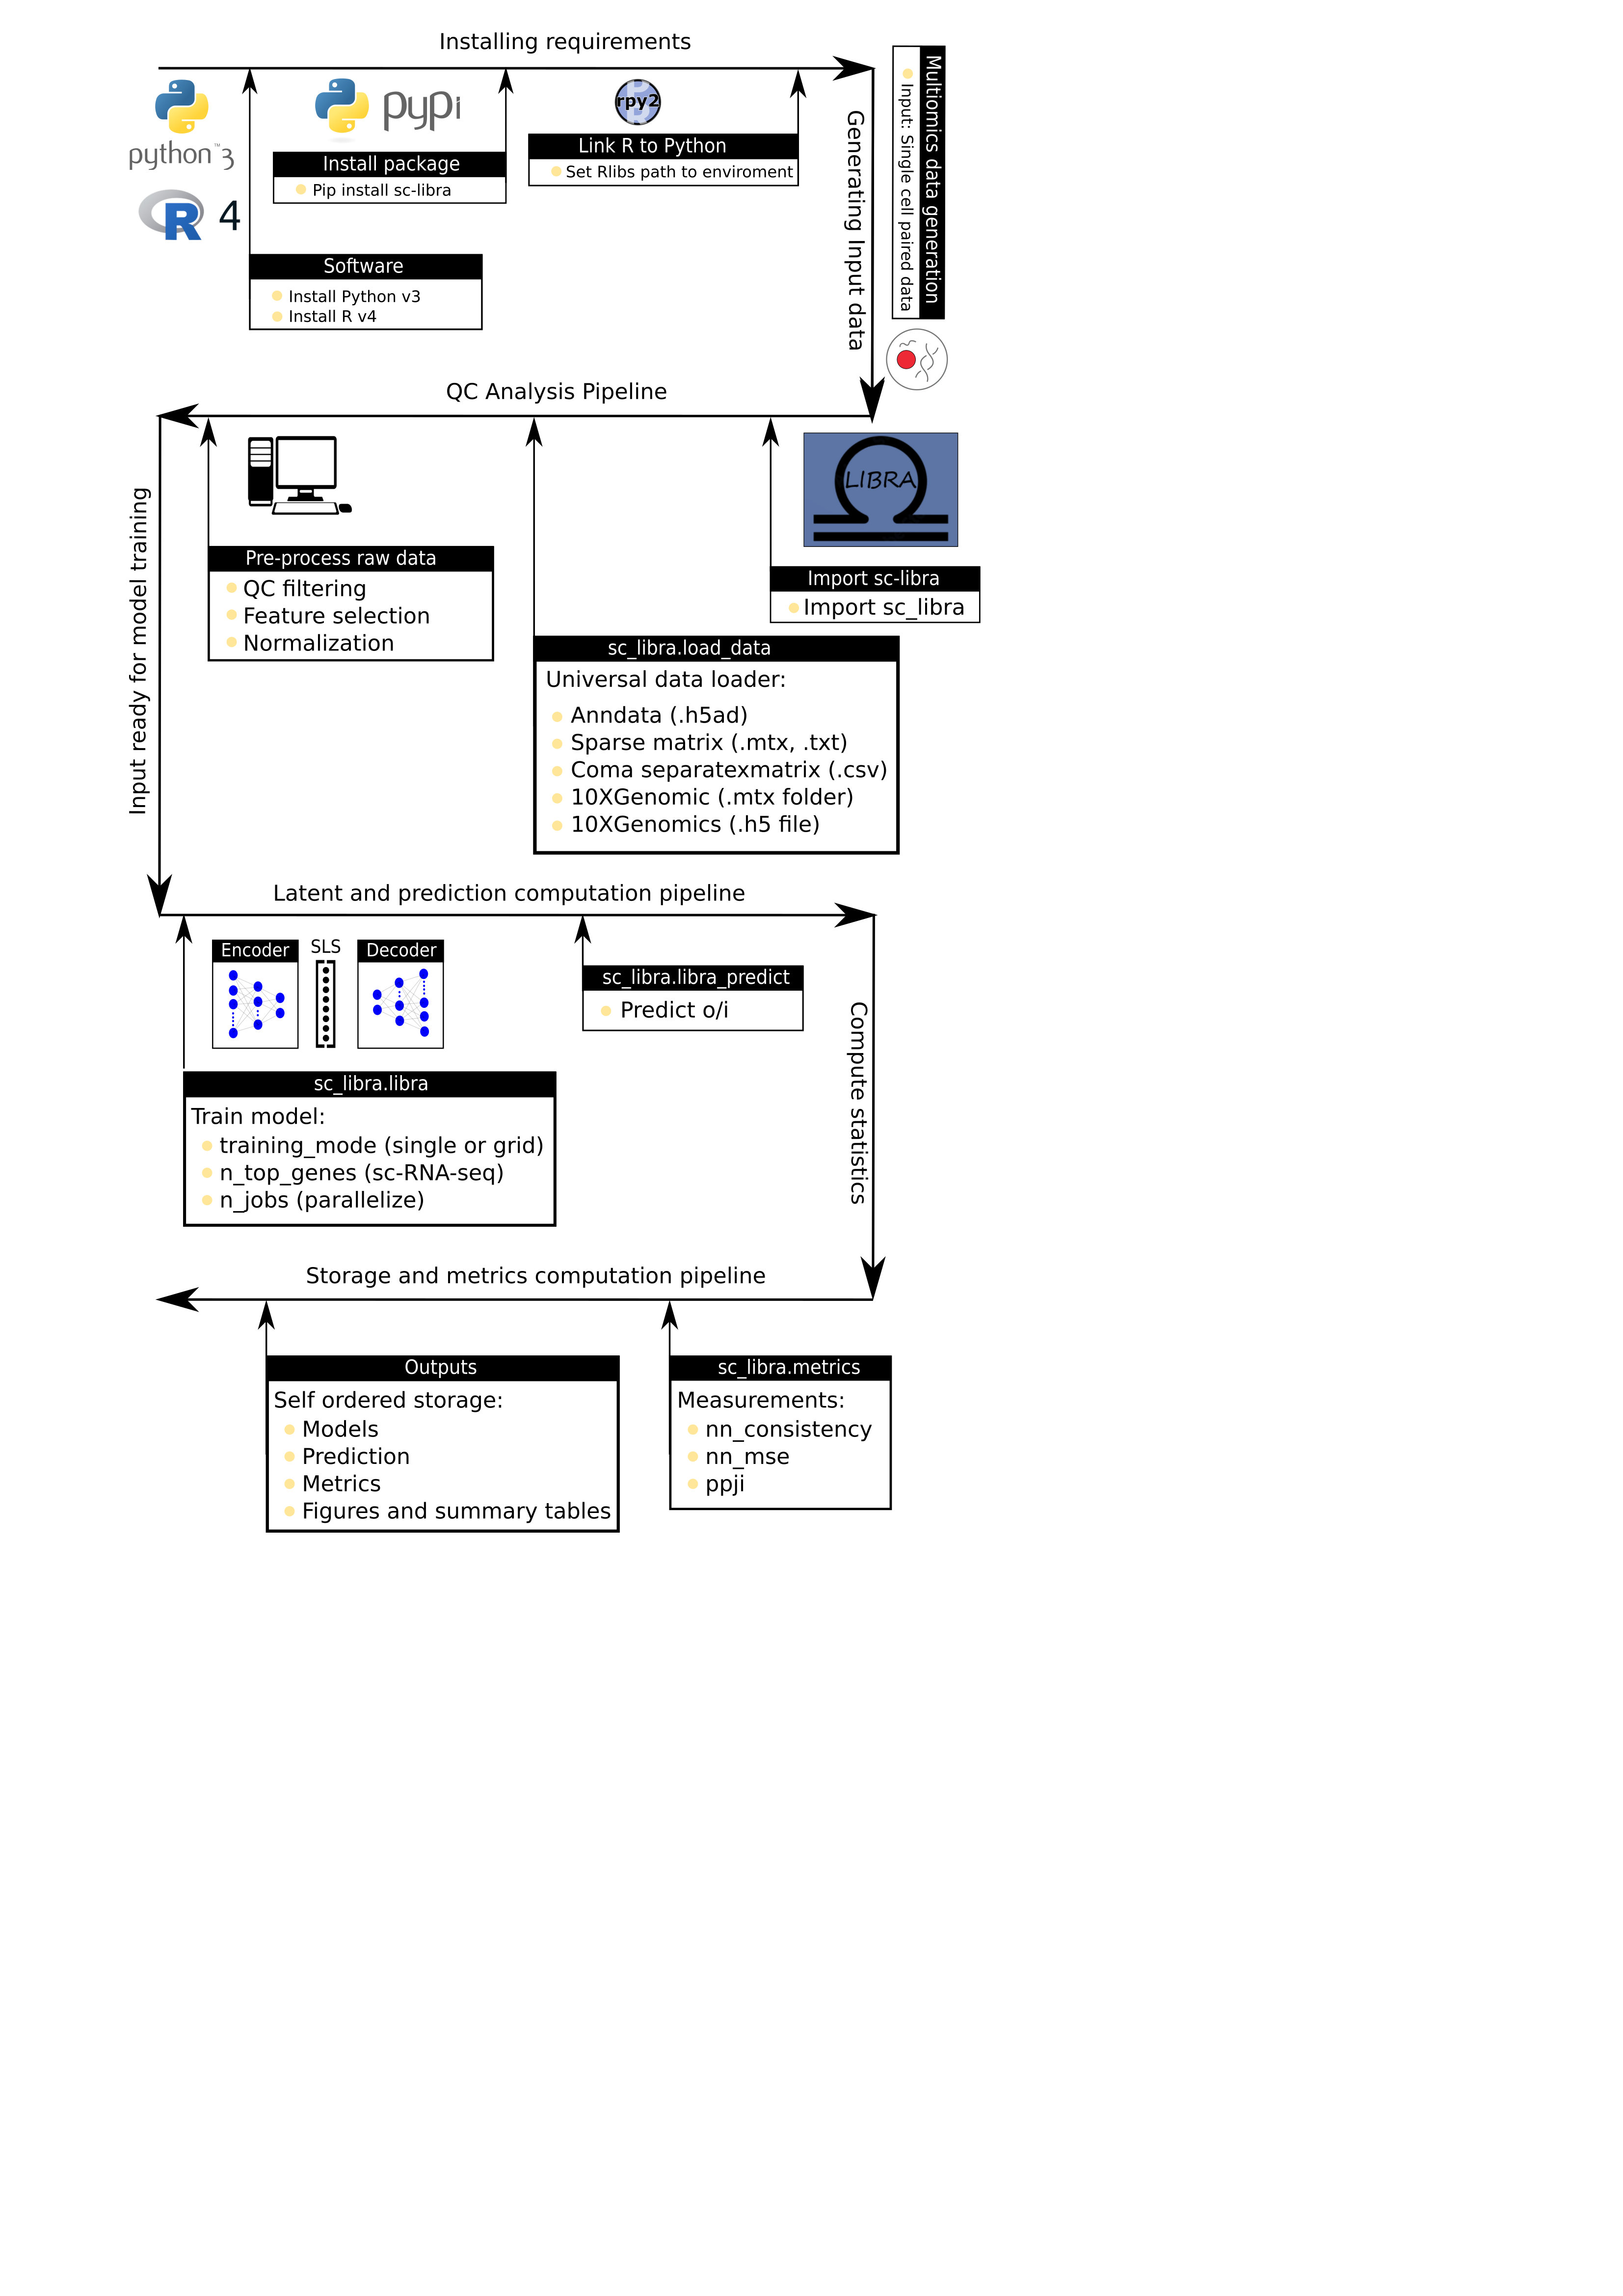 Installing requirements
python™3
R 4
pypi
Install package
Pip install sc-libra
rpy2
Link R to Python
Set Rlibs path to enviroment
Software
Install Python v3
Install R v4
Generating Input data
Multiomics data generation
Input: Single cell paired data
QC Analysis Pipeline
LIBRA
Import sc-libra
Import sc_libra
sc_libra.load_data
Universal data loader:
Anndata (.h5ad)
Sparse matrix (.mtx, .txt)
Coma separatexmatrix (.csv)
10XGenomic (.mtx folder)
10XGenomics (.h5 file)
Pre-process raw data
QC filtering
Feature selection
Normalization
Input ready for model training
Latent and prediction computation pipeline
Encoder
SLS
Decoder
sc_libra.libra
Train model:
training_mode (single or grid)
n_top_genes (sc-RNA-seq)
n_jobs (parallelize)
sc_libra.libra_predict
Predict o/i
Compute statistics
Storage and metrics computation pipeline
sc_libra.metrics
Measurements:
nn_consistency
nn_mse
ppji
Outputs
Self ordered storage:
Models
Prediction
Metrics
Figures and summary tables